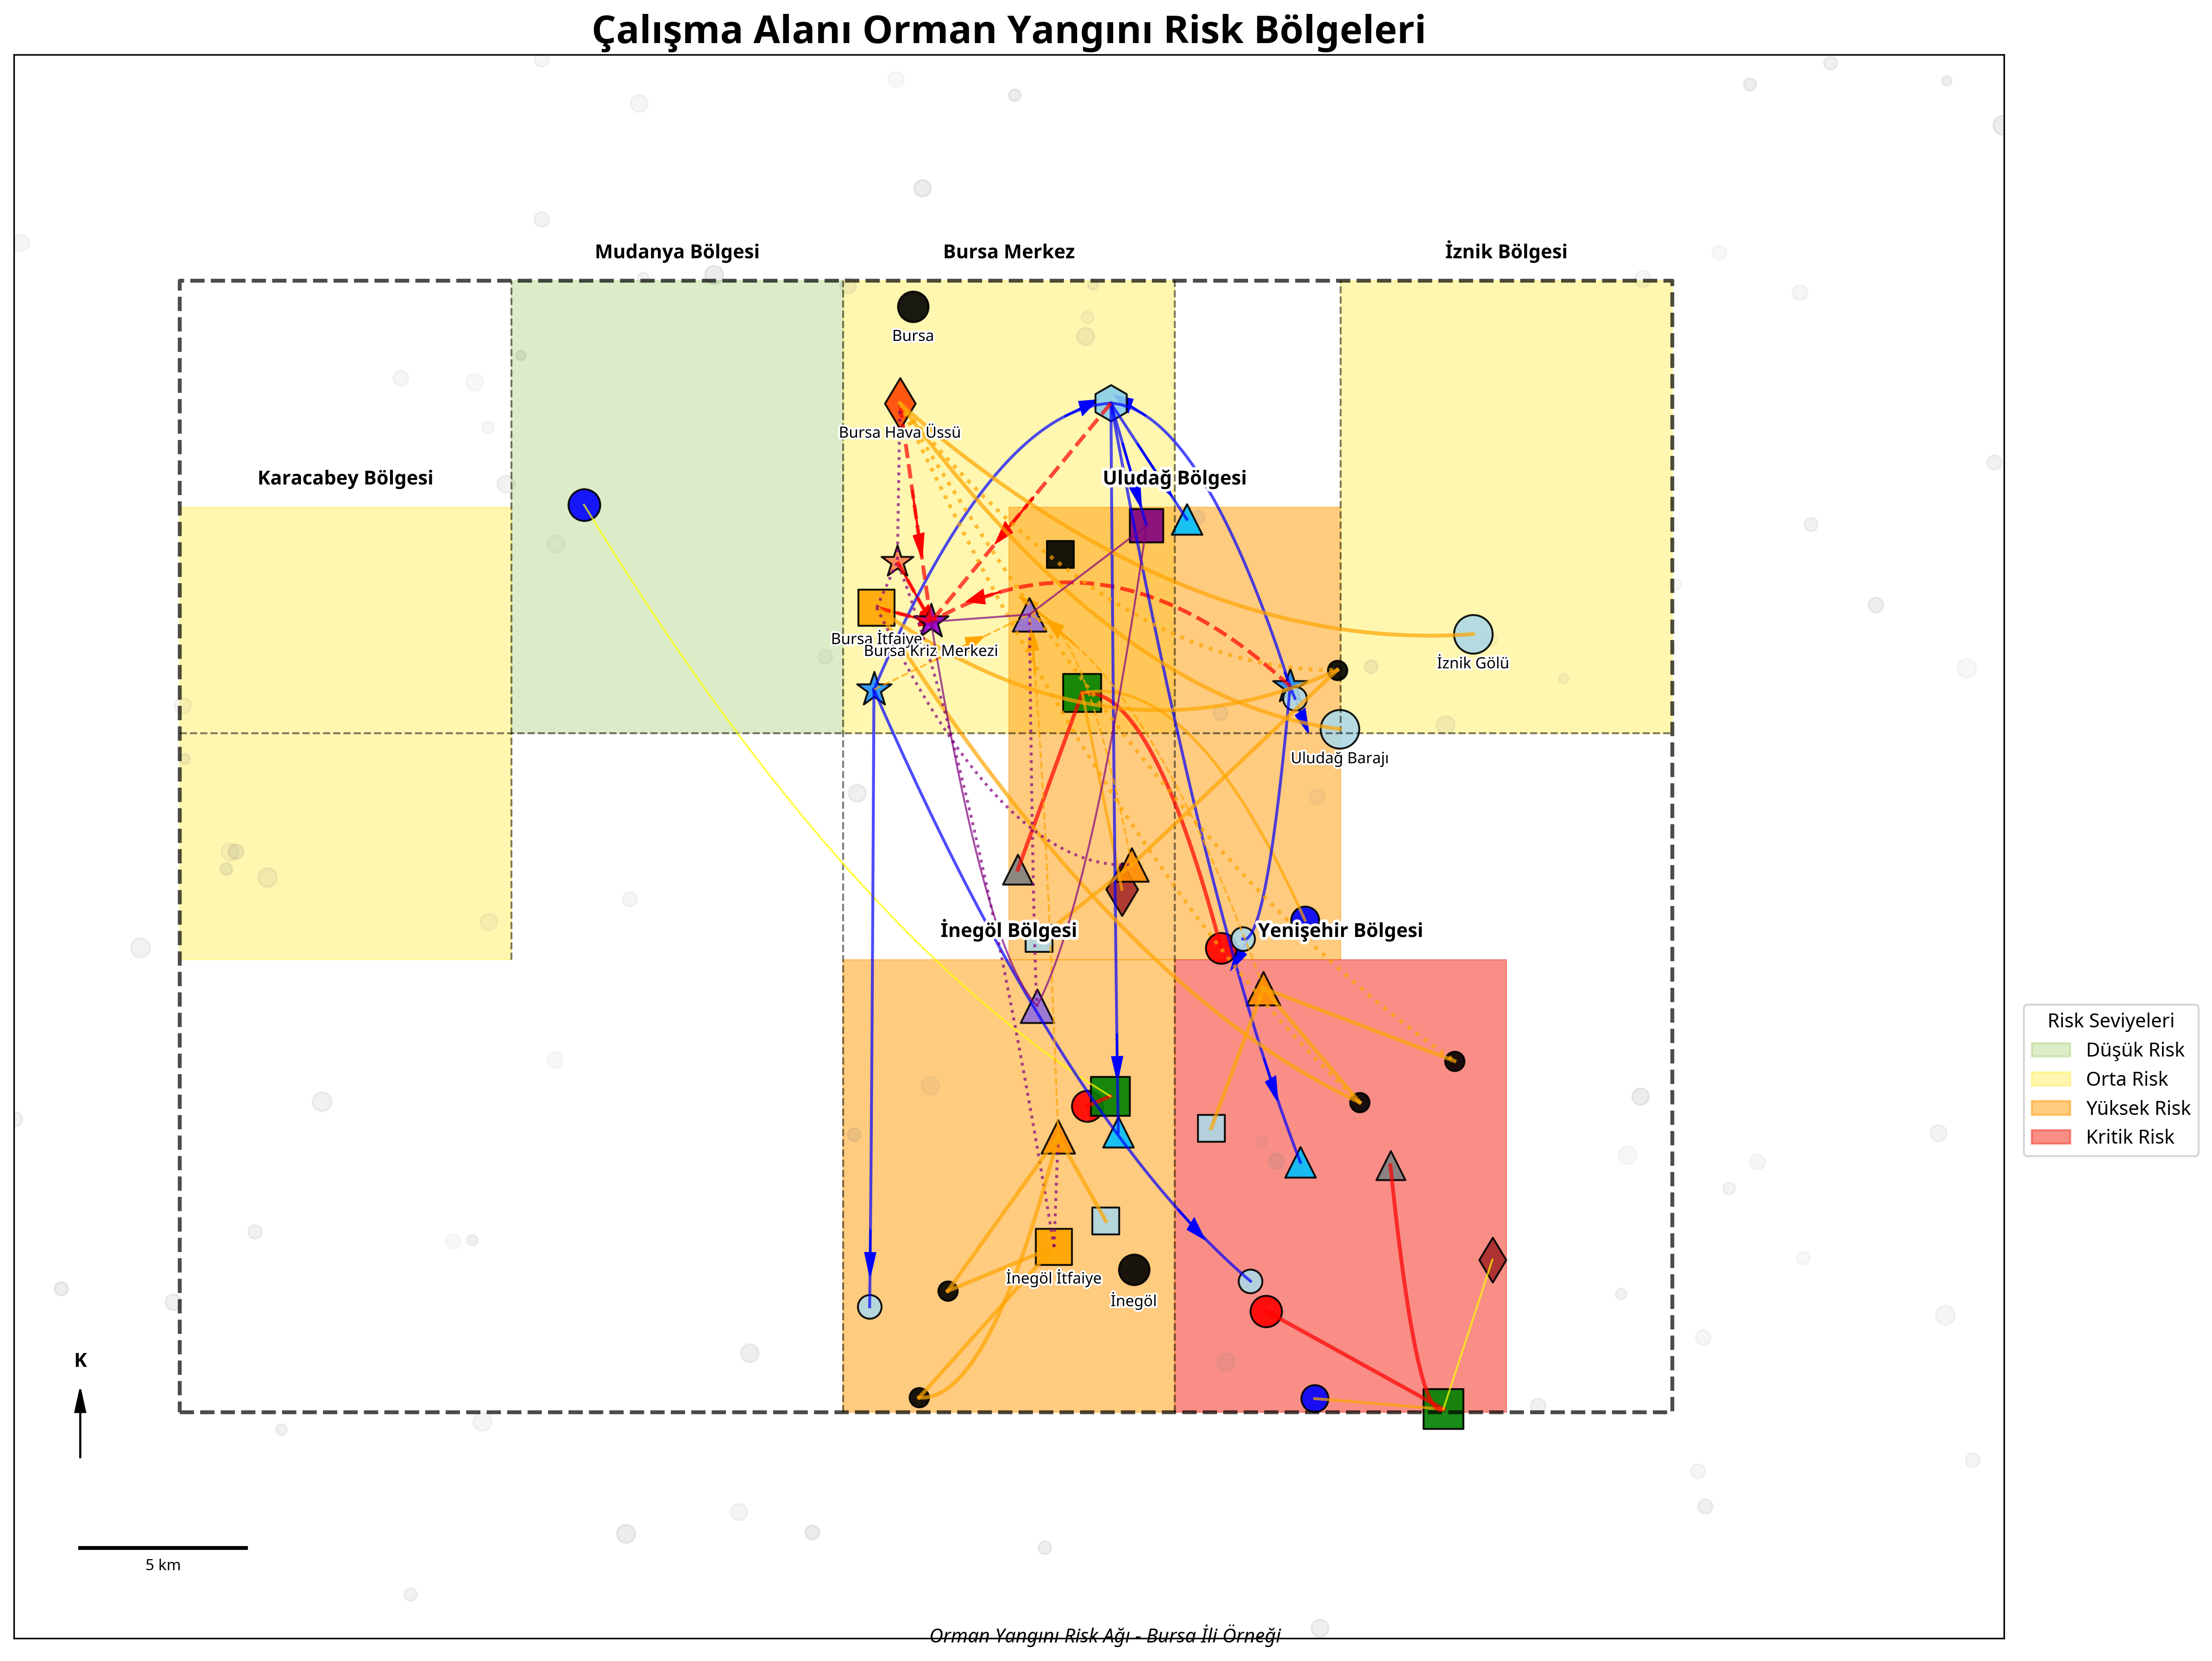 Çalışma Alanı Orman Yangını Risk Bölgeleri
Mudanya Bölgesi
Bursa Merkez
İznik Bölgesi
Bursa
Bursa Hava Üssü
Karacabey Bölgesi
Uludağ Bölgesi
Bursa İtfaiye
Bursa Kriz Merkezi
İznik Gölü
Uludağ Barajı
İnegöl Bölgesi
Yenişehir Bölgesi
Risk Seviyeleri
Düşük Risk
Orta Risk
Yüksek Risk
Kritik Risk
İnegöl İtfaiye
İnegöl
K
5 km
Orman Yangını Risk Ağı - Bursa İli Örneği